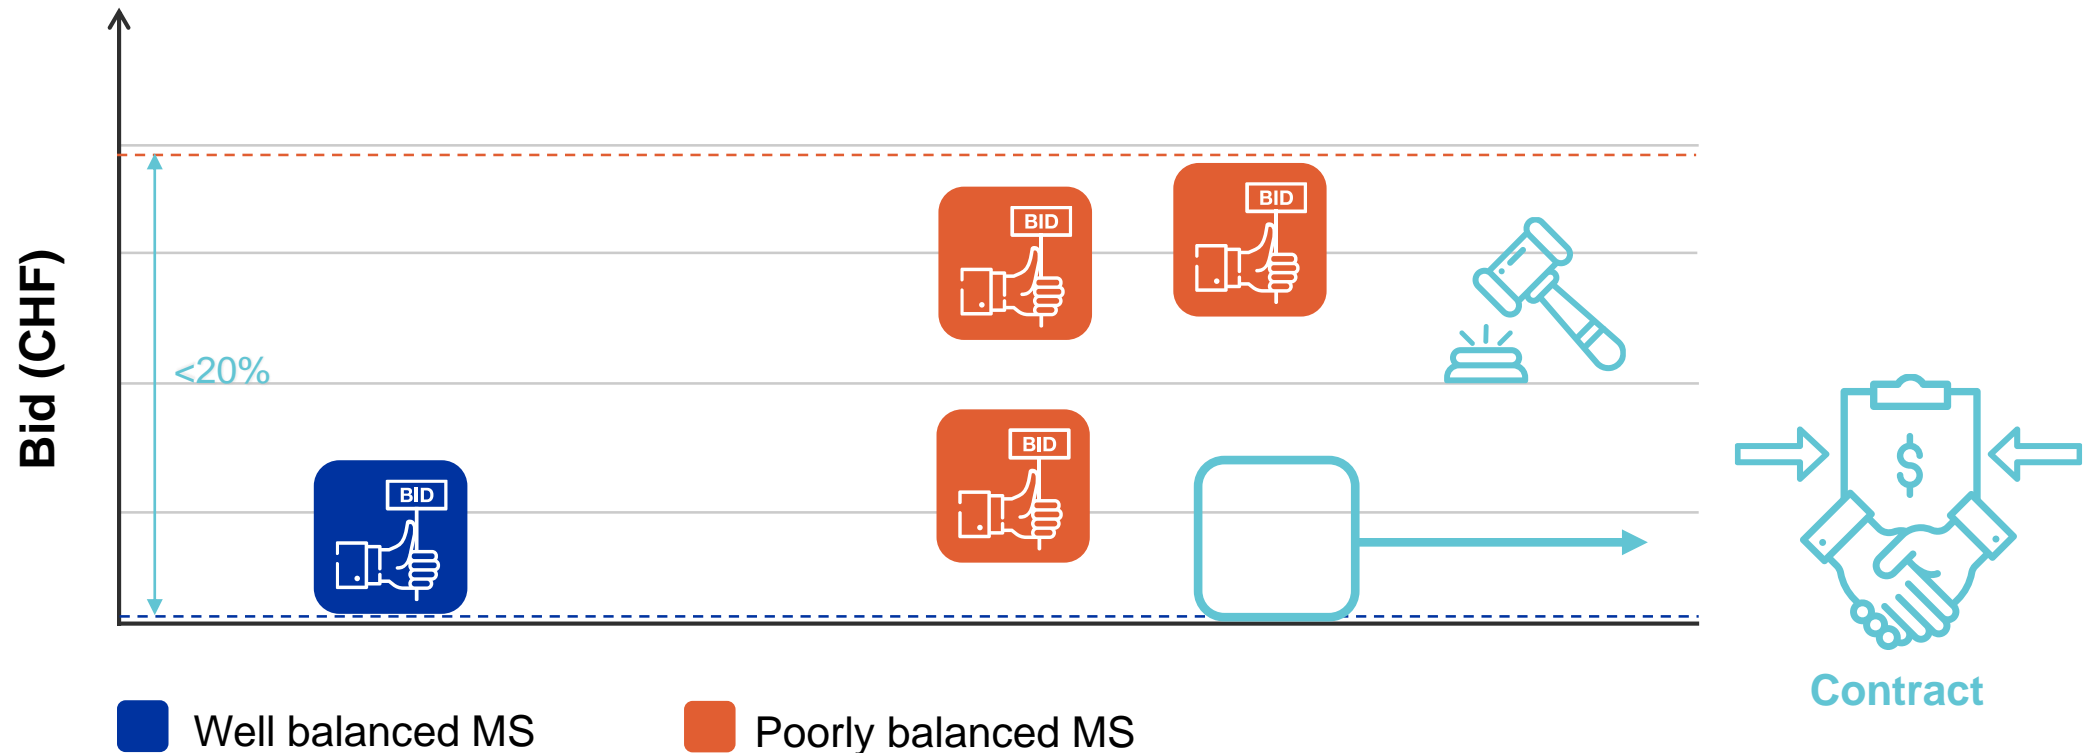 Bid (CHF)
<20%
BID
BID
BID
BID
$
Contract
Well balanced MS
Poorly balanced MS